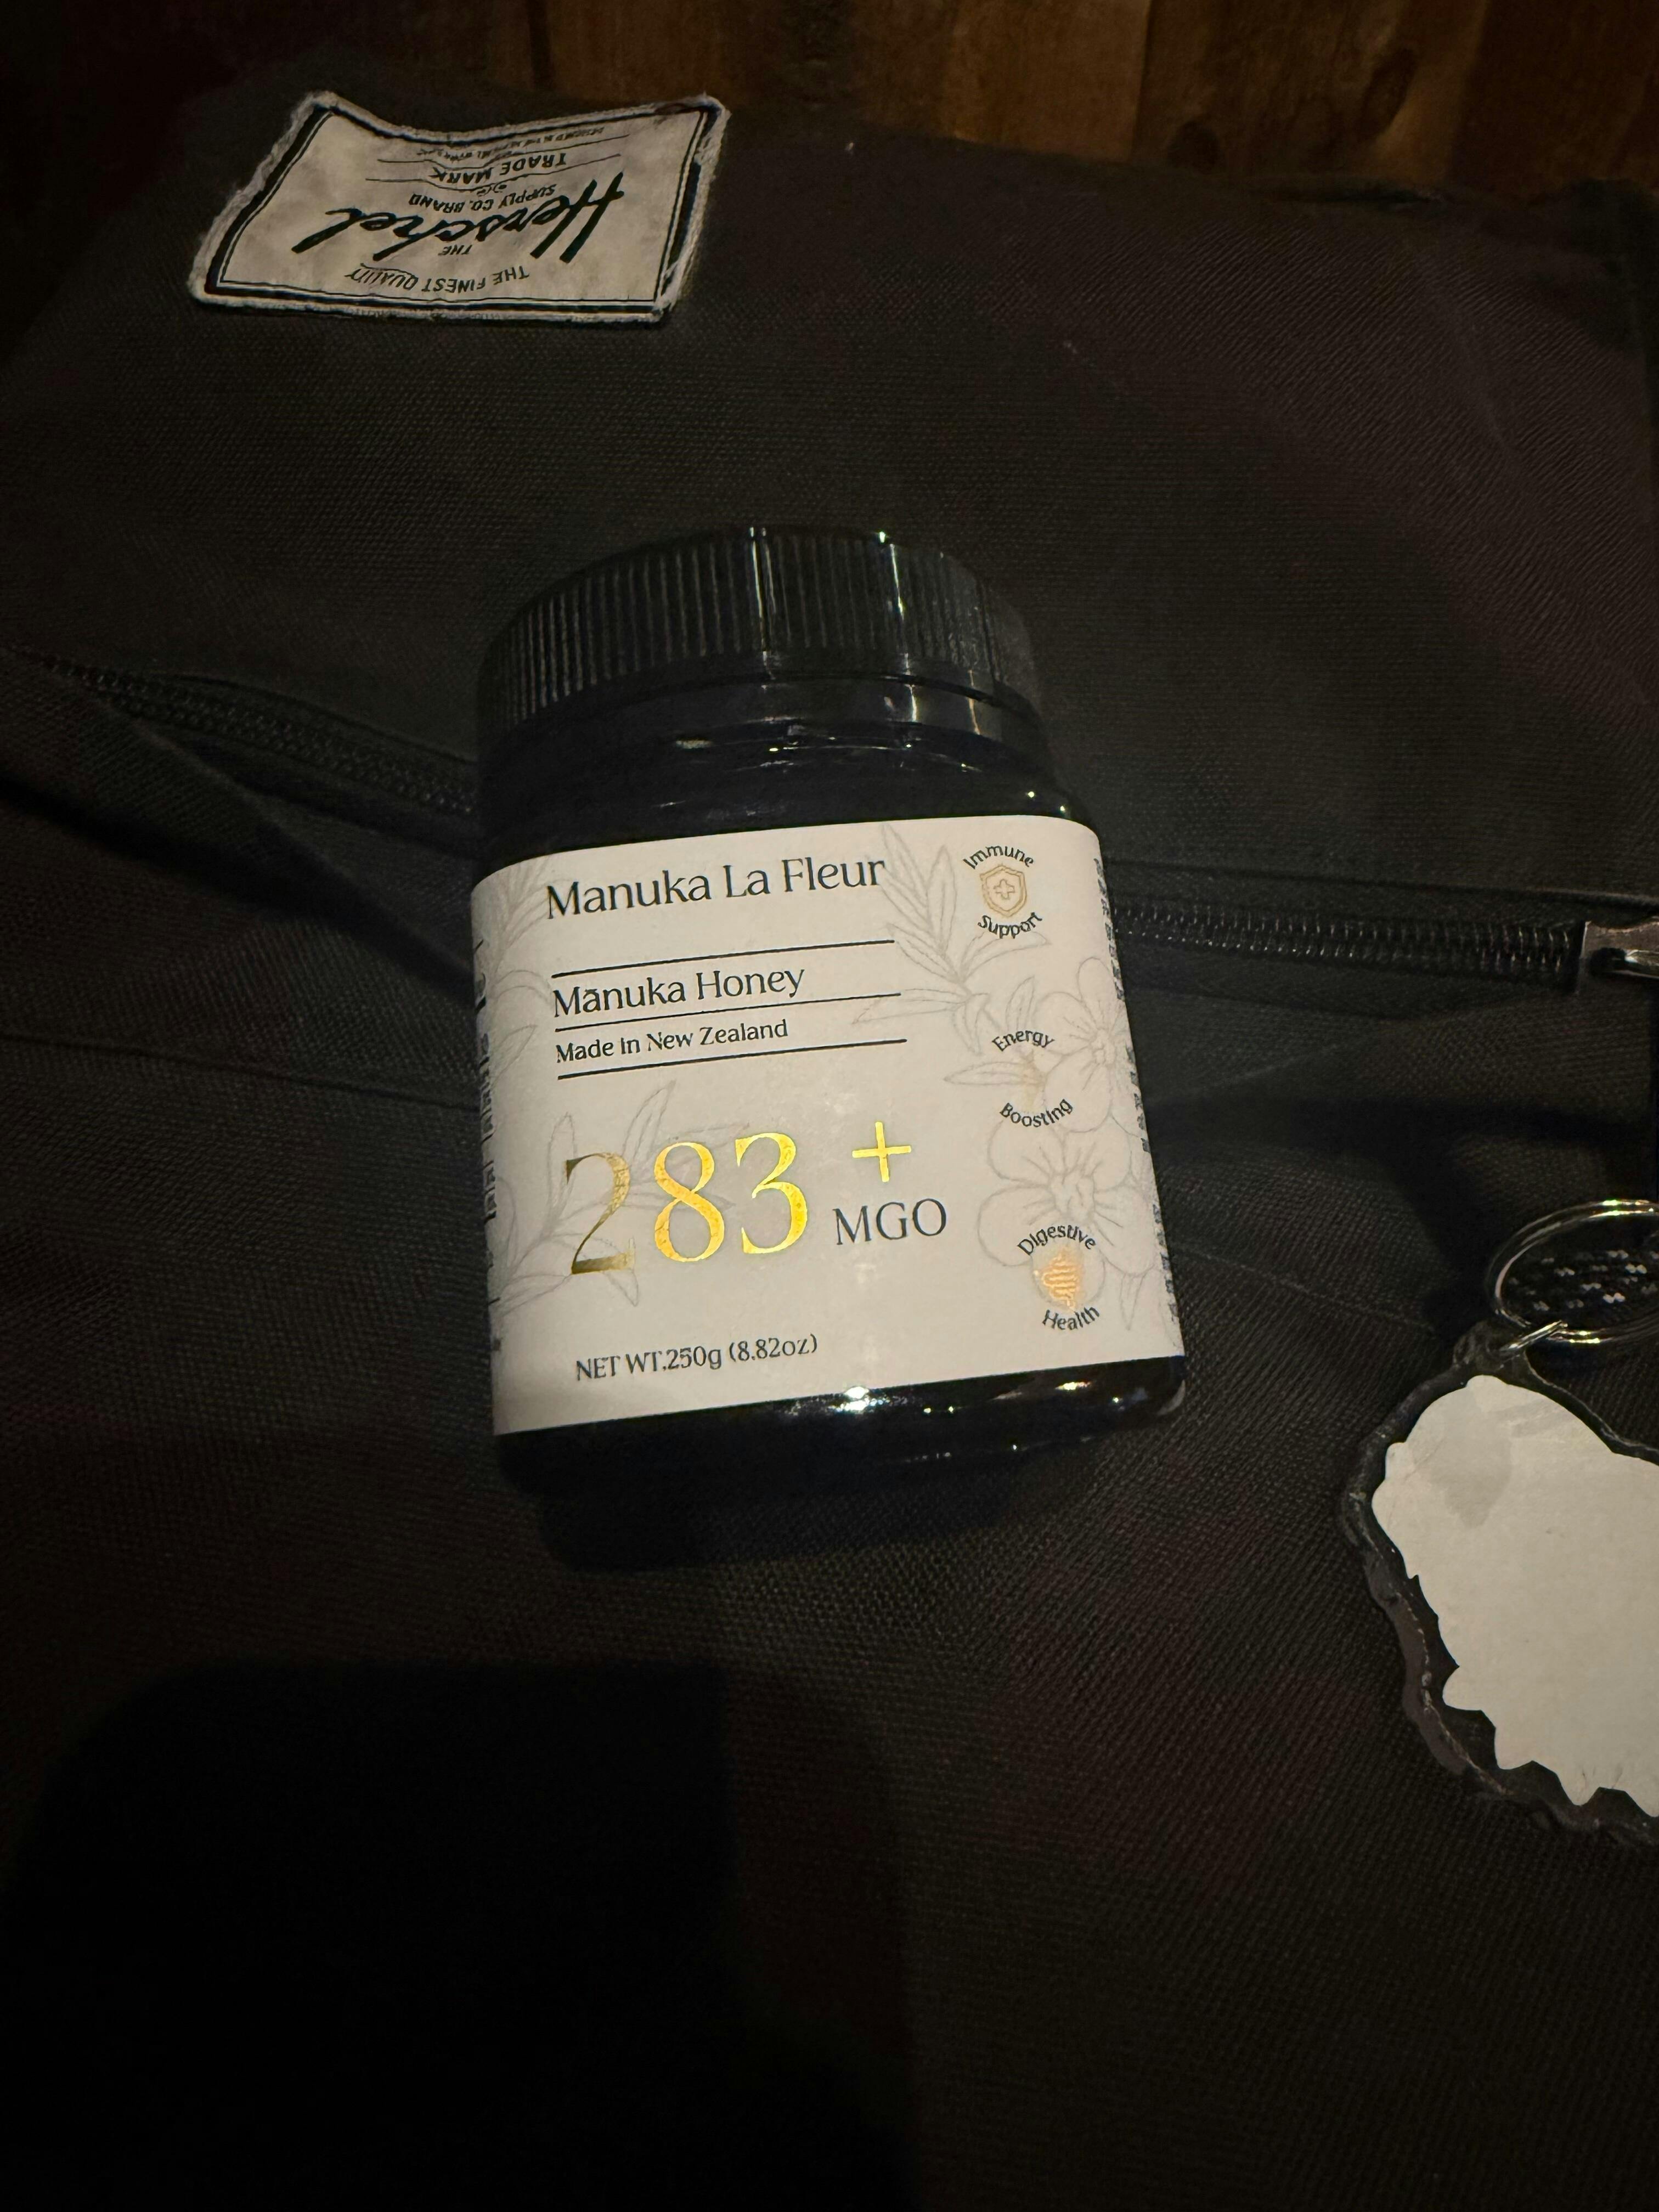 THE FINEST QUALITY
THE
Herschel
SUPPLY CO. BRAND
TRADE MARK
Manuka La Fleur
Mānuka Honey
Made in New Zealand
283+
MGO
NET WT.250g (8.82oz)
Immune
Support
Energy
Boosting
Digestive
Health